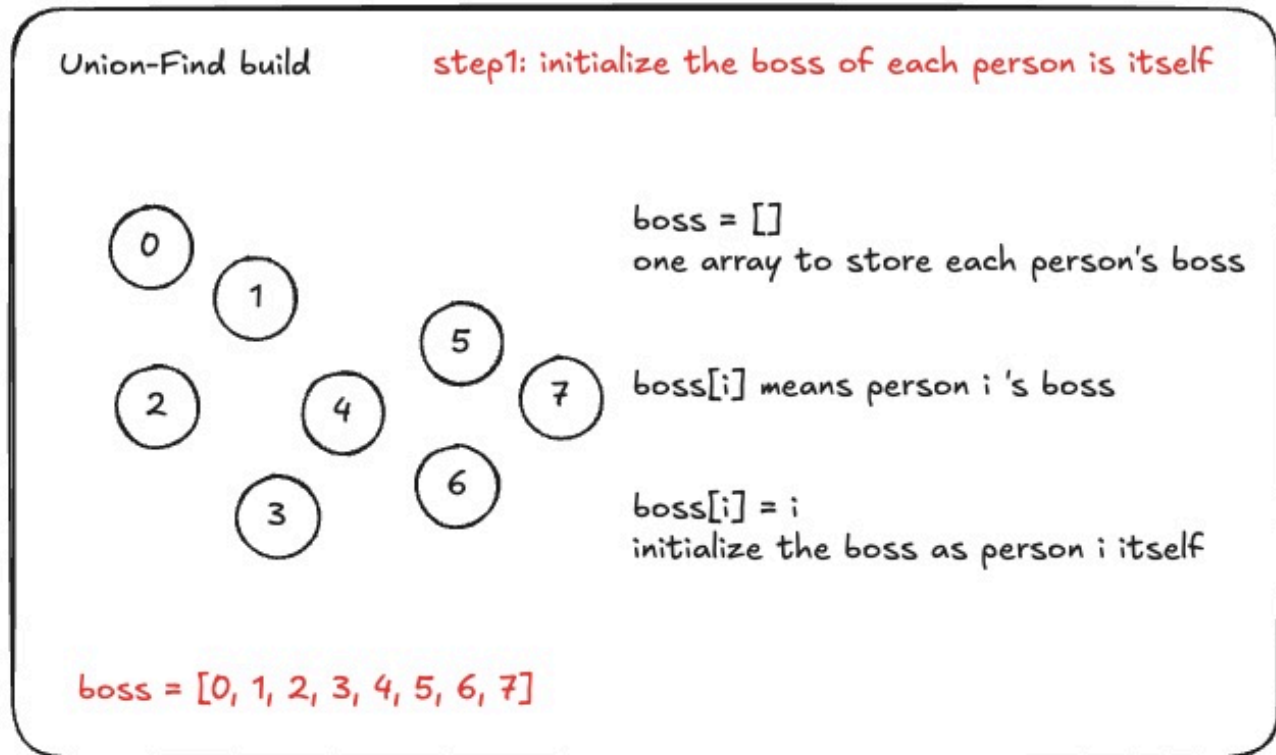 Union-Find build
step1: initialize the boss of each person is itself
0
1
2
3
4
5
6
7
boss = []
one array to store each person's boss
boss[i] means person i 's boss
boss[i] = i
initialize the boss as person i itself
boss = [0, 1, 2, 3, 4, 5, 6, 7]